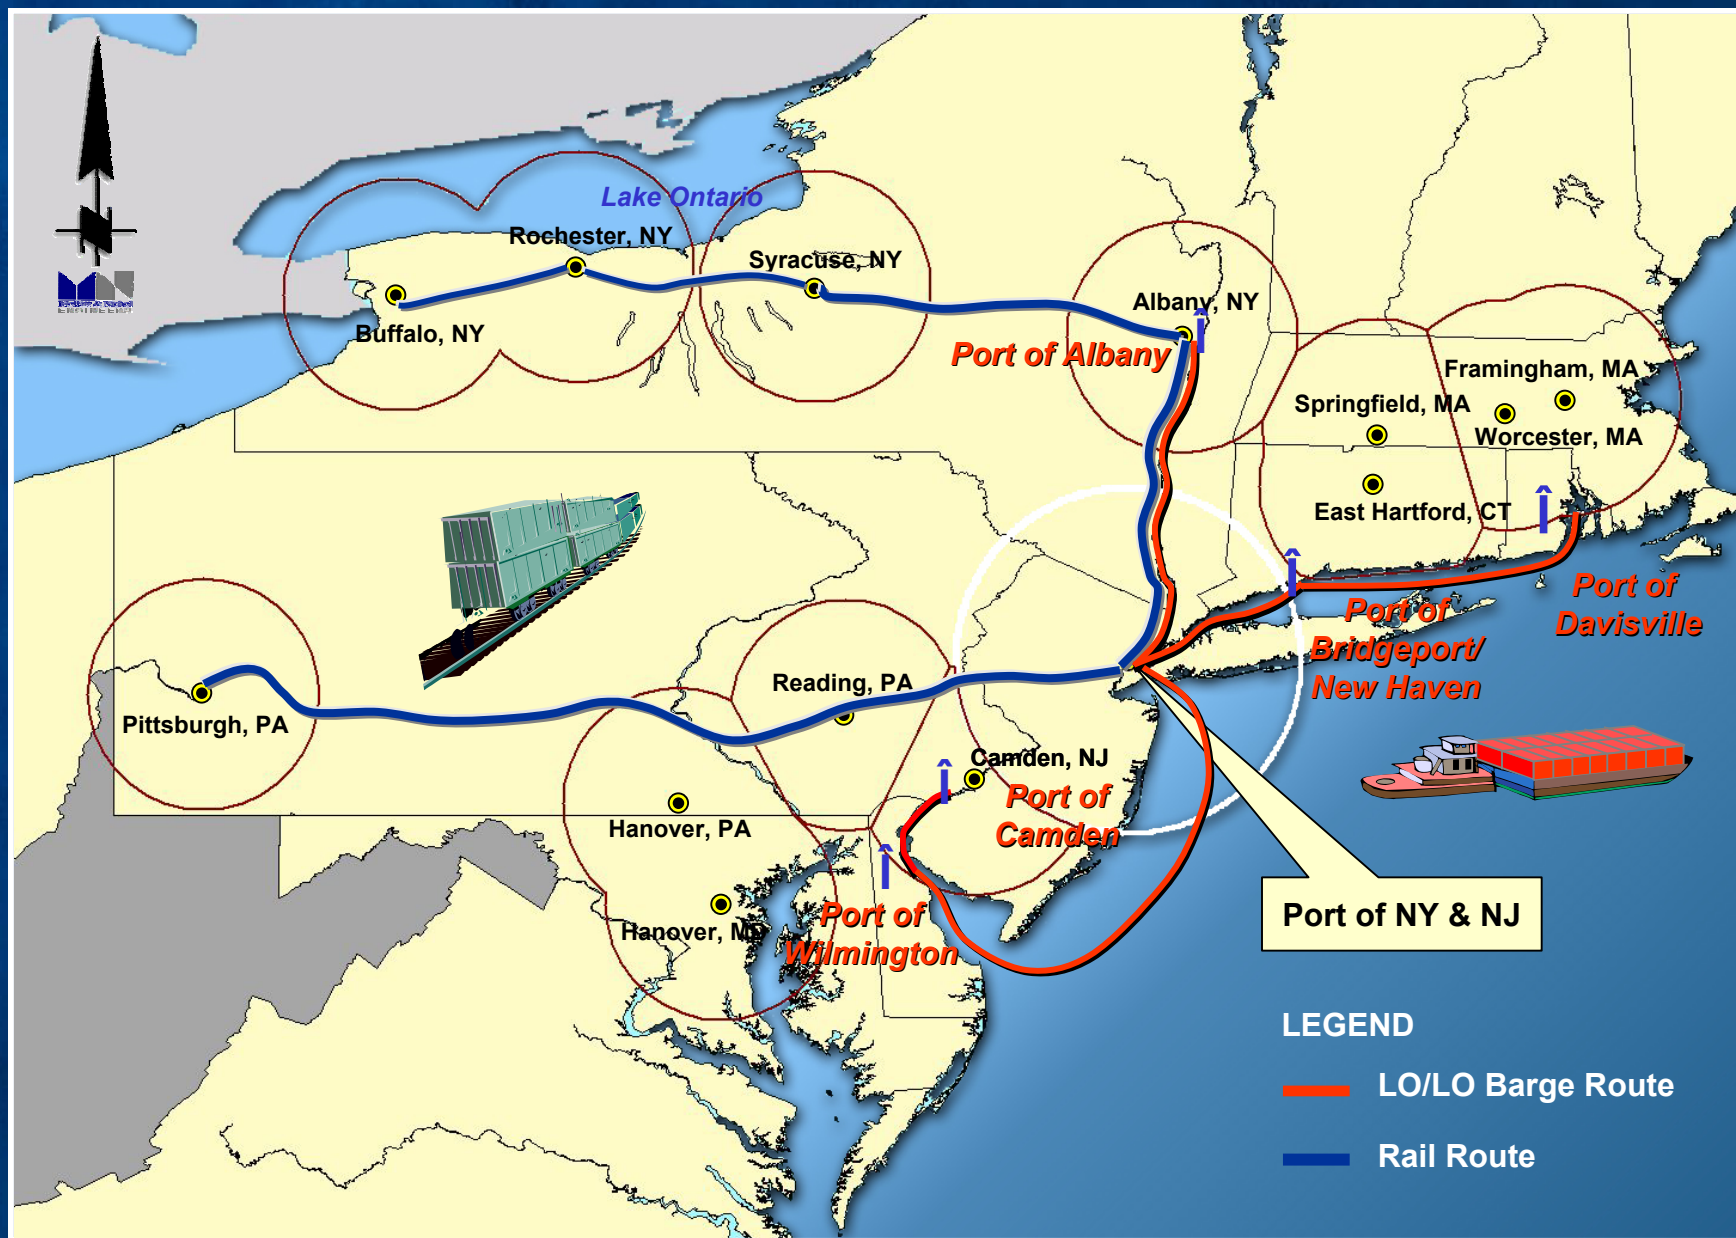 Lake Ontario
Rochester, NY
Syracuse, NY
Buffalo, NY
Albany, NY
Port of Albany
Framingham, MA
Springfield, MA
Worcester, MA
East Hartford, CT
Port of
Davisville
Port of
Bridgeport/
New Haven
Pittsburgh, PA
Reading, PA
Camden, NJ
Port of
Camden
Hanover, PA
Hanover, MD
Port of
Wilmington
Port of NY & NJ
LEGEND
LO/LO Barge Route
Rail Route